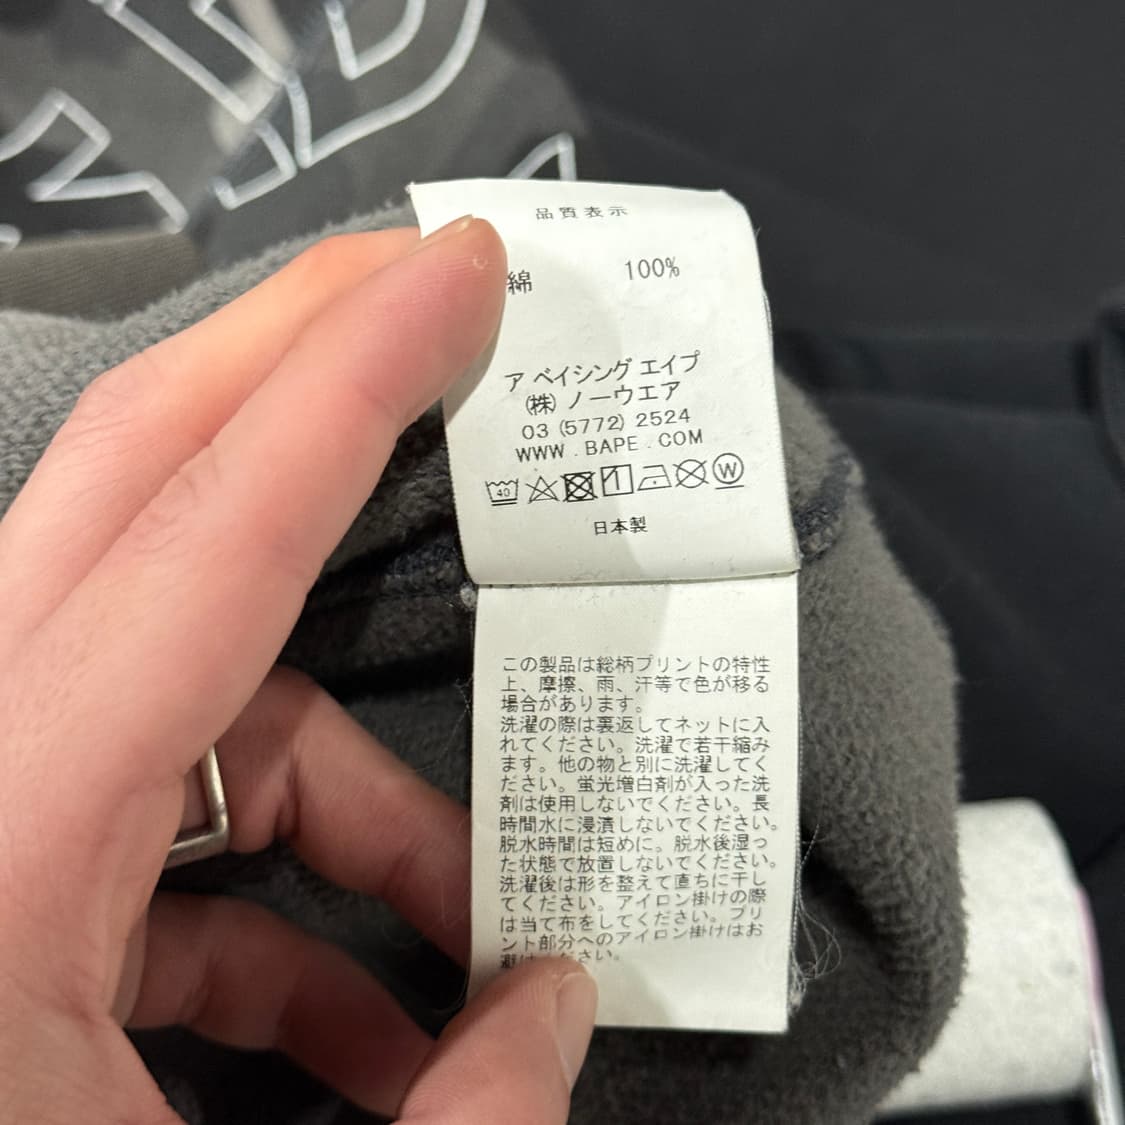 品質表示
綿 100%
ア ベイシング エイプ
(株) ノーウエア
03 (5772) 2524
WWW . BAPE . COM
40 W
日本製
この製品は総柄プリントの特性
上、摩擦、雨、汗等で色が移る
場合があります。
洗濯の際は裏返してネットに入
れてください。洗濯で若干縮み
ます。他の物と別に洗濯してく
ださい。蛍光増白剤が入った洗
剤は使用しないでください。長
時間水に浸漬しないでください。
脱水時間は短めに。脱水後湿っ
た状態で放置しないでください。
洗濯後は形を整えて直ちに干し
てください。アイロン掛けの際
は当て布をしてください。プリ
ント部分へのアイロン掛けはお
避け ださい。